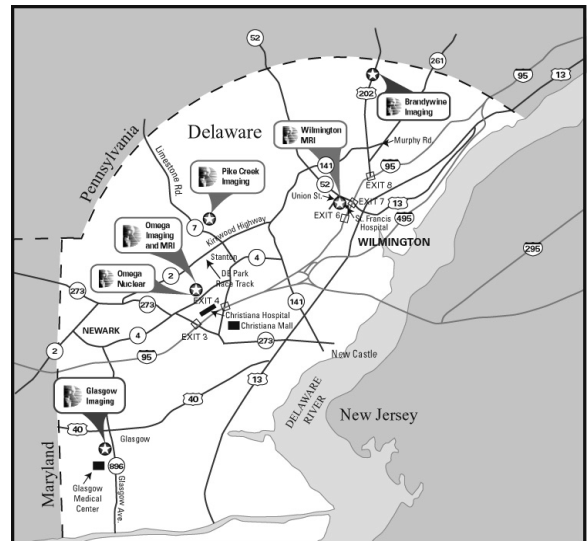 52
261
13
95
202
Brandywine
Imaging
Pennsylvania
Delaware
Wilmington
MRI
Murphy Rd.
141
95
Limestone Rd.
Pike Creek
Imaging
EXIT 8
52
Union St.
EXIT 7
13
EXIT 6
495
St. Francis
Hospital
WILMINGTON
7
Kirkwood Highway
Omega
Imaging
and MRI
Stanton
4
295
2
DE Park
Race Track
Omega
Nuclear
273
273
EXIT 4
141
Christiana Hospital
Christiana Mall
NEWARK
EXIT 3
4
273
2
95
New Castle
13
Glasgow
Imaging
40
40
Glasgow
DELAWARE
RIVER
New Jersey
896
Glasgow
Medical
Center
Glasgow Ave.
Maryland